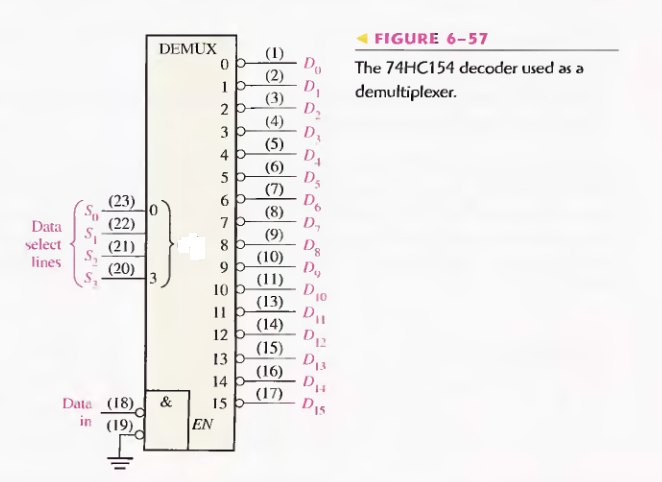 DEMUX
0 (1) D0
1 (2) D1
2 (3) D2
3 (4) D3
4 (5) D4
5 (6) D5
6 (7) D6
7 (8) D7
8 (9) D8
9 (10) D9
10 (11) D10
11 (13) D11
12 (14) D12
13 (15) D13
14 (16) D14
15 (17) D15
Data
select
lines
S0 (23) 0
S1 (22)
S2 (21)
S3 (20) 3
Data
in
(18)
(19)
&
EN
FIGURE 6–57
The 74HC154 decoder used as a
demultiplexer.